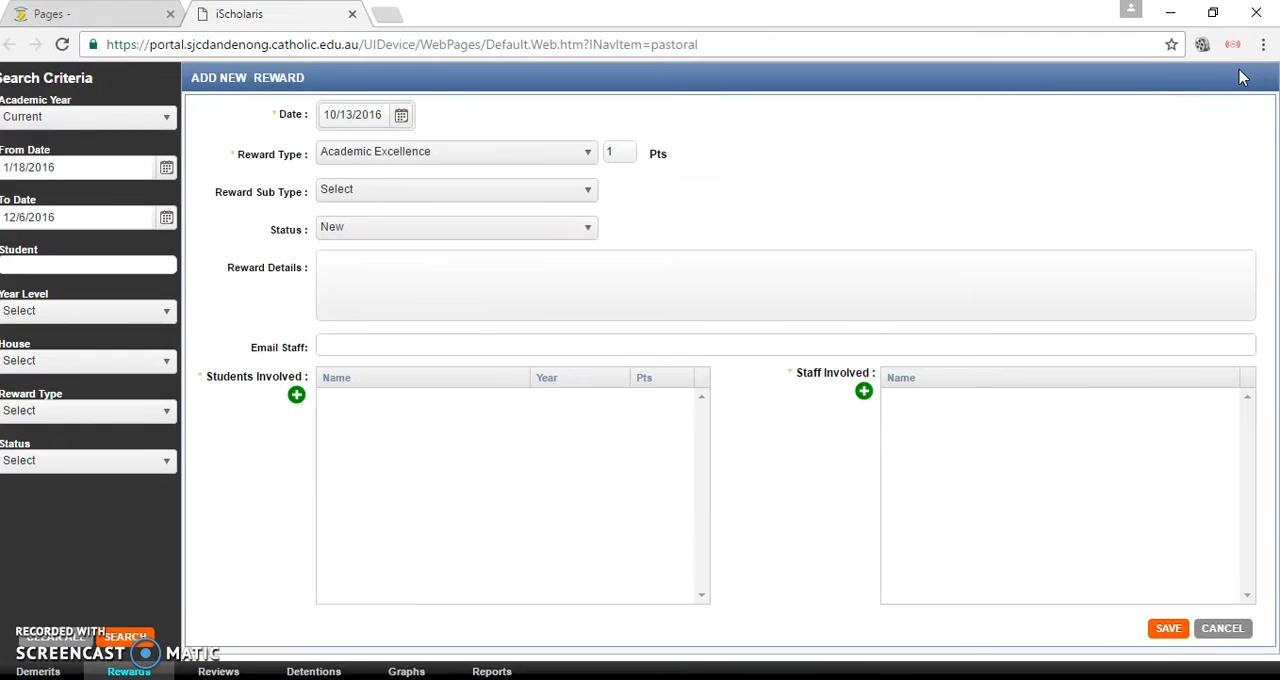 Pages -
iScholaris
https://portal.sjcdandenong.catholic.edu.au/UIDevice/WebPages/Default.Web.htm?INavItem=pastoral
Search Criteria
Academic Year
Current
From Date
1/18/2016
To Date
12/6/2016
Student
Year Level
Select
House
Select
Reward Type
Select
Status
Select
CLEAR ALL SEARCH
ADD NEW REWARD
* Date : 10/13/2016
* Reward Type : Academic Excellence 1 Pts
Reward Sub Type : Select
Status : New
Reward Details :
Email Staff:
* Students Involved : Name Year Pts
* Staff Involved : Name
SAVE CANCEL
RECORDED WITH
SCREENCAST MATIC
Demerits Rewards Reviews Detentions Graphs Reports